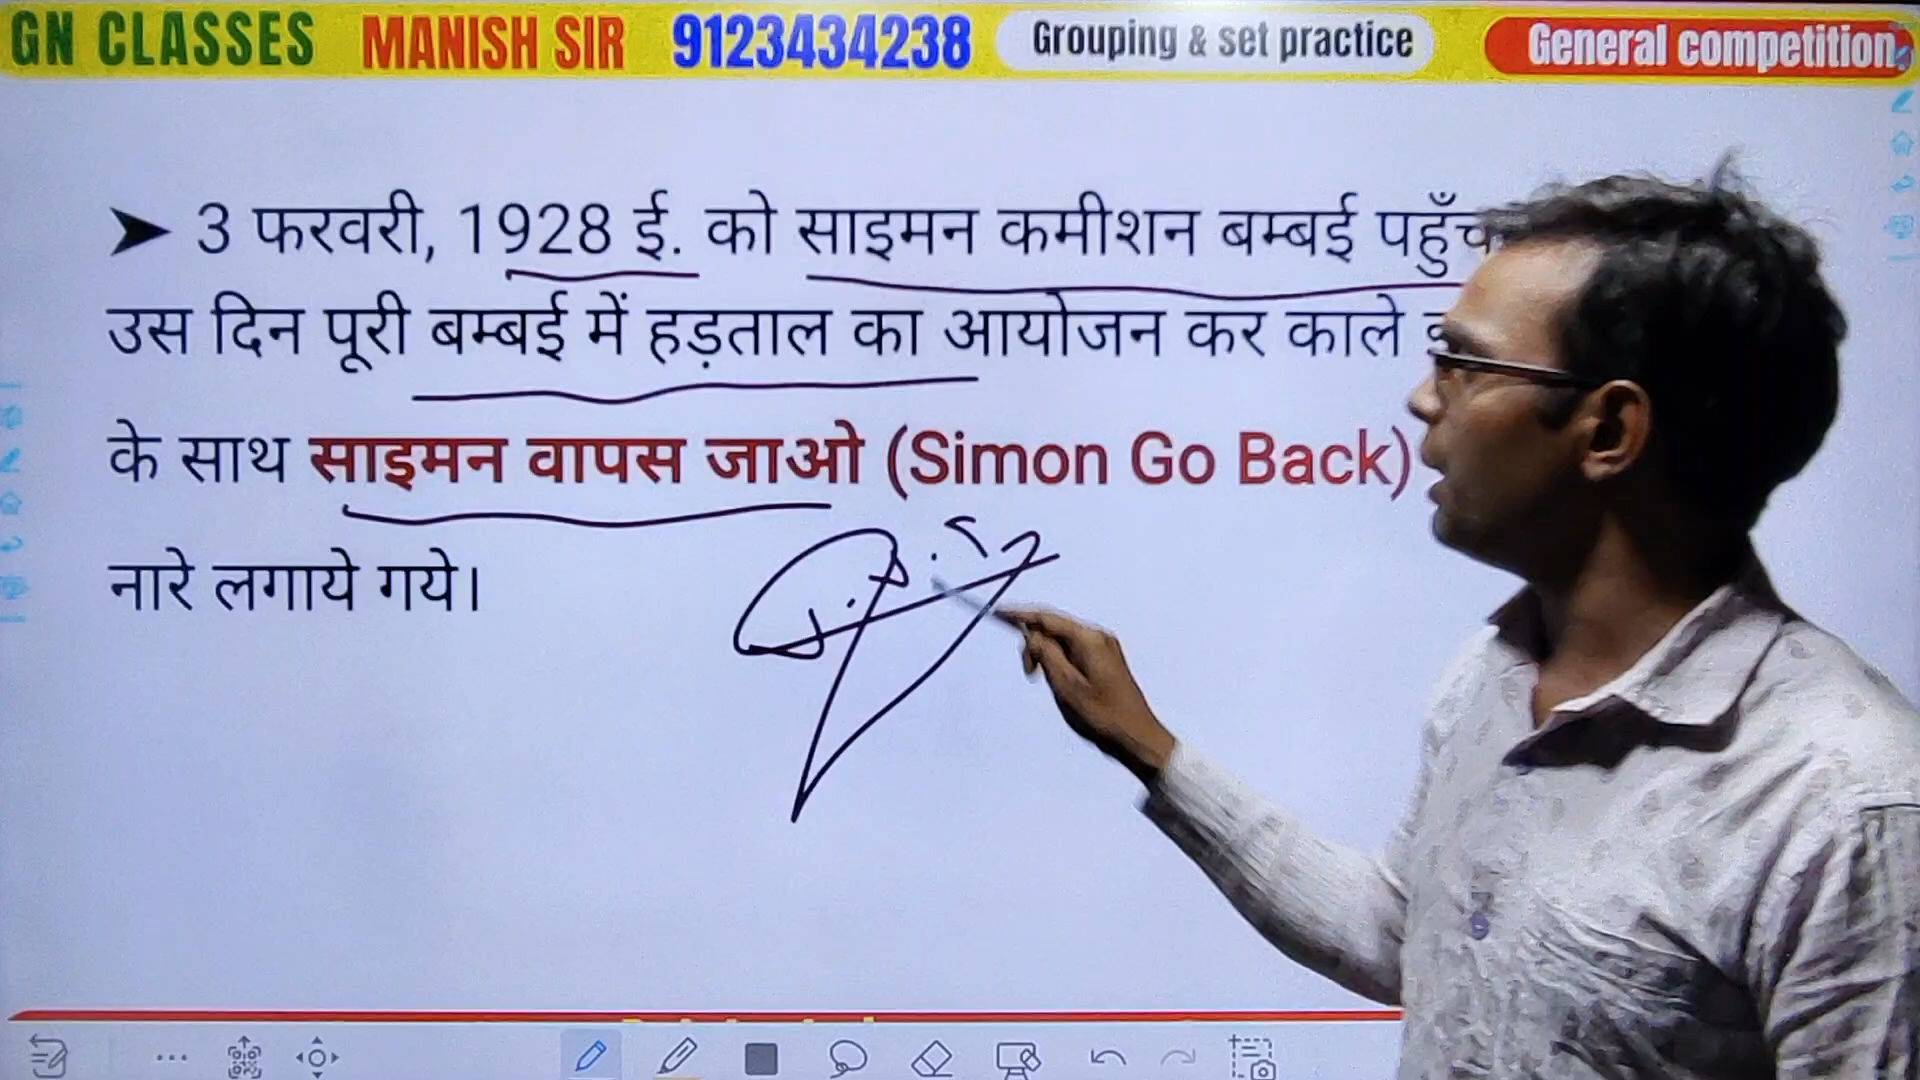 GN CLASSES MANISH SIR 9123434238 Grouping & set practice General competition
➤ 3 फरवरी, 1928 ई. को साइमन कमीशन बम्बई
उस दिन पूरी बम्बई में हड़ताल का आयोजन कर काले
के साथ साइमन वापस जाओ (Simon Go Back)
नारे लगाये गये।